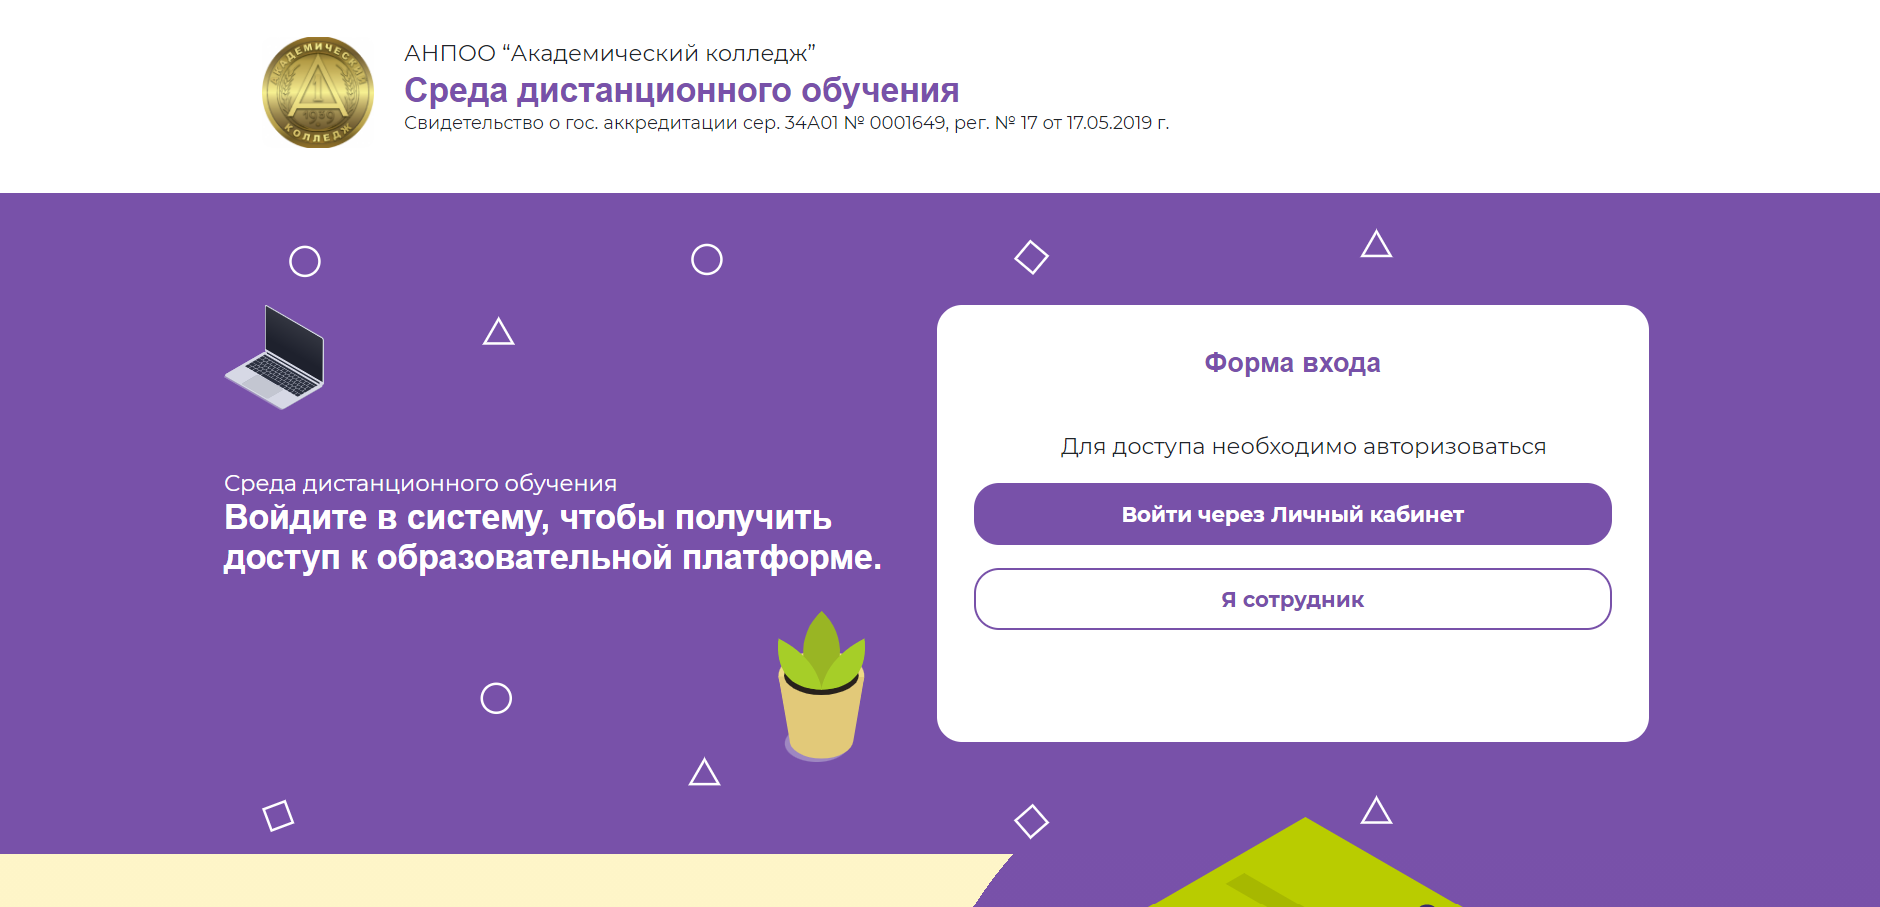 АКАДЕМИЧЕСКИЙ
1989
КОЛЛЕДЖ
АНПОО “Академический колледж”
Среда дистанционного обучения
Свидетельство о гос. аккредитации сер. 34А01 № 0001649, рег. № 17 от 17.05.2019 г.
Среда дистанционного обучения
Войдите в систему, чтобы получить
доступ к образовательной платформе.
Форма входа
Для доступа необходимо авторизоваться
Войти через Личный кабинет
Я сотрудник